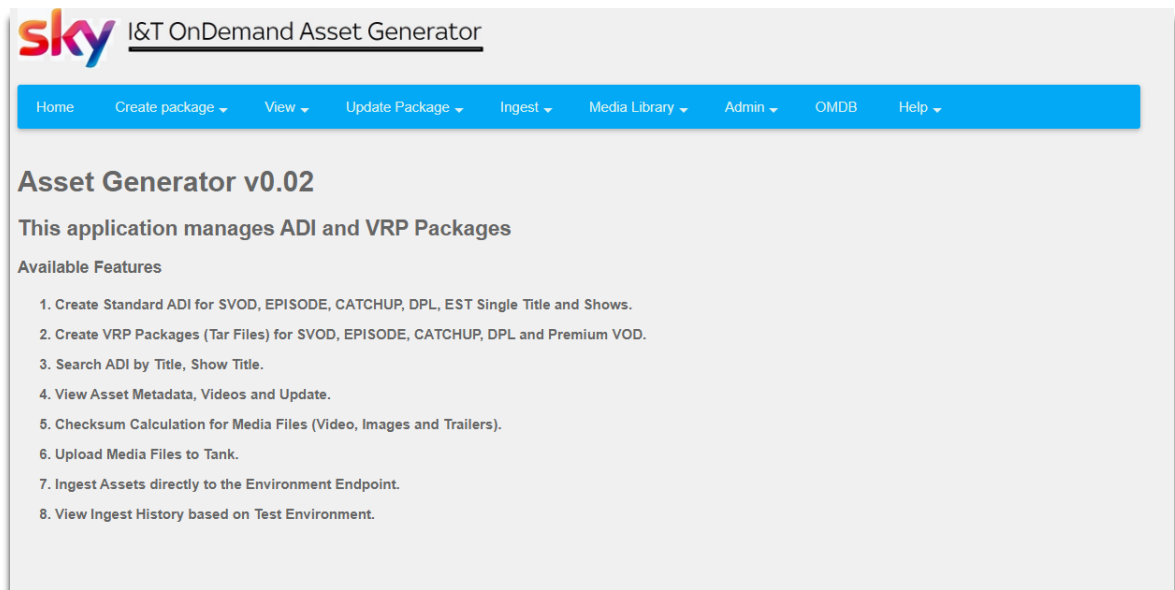 sky I&T OnDemand Asset Generator
Home Create package View Update Package Ingest Media Library Admin OMDB Help
Asset Generator v0.02
This application manages ADI and VRP Packages
Available Features
1. Create Standard ADI for SVOD, EPISODE, CATCHUP, DPL, EST Single Title and Shows.
2. Create VRP Packages (Tar Files) for SVOD, EPISODE, CATCHUP, DPL and Premium VOD.
3. Search ADI by Title, Show Title.
4. View Asset Metadata, Videos and Update.
5. Checksum Calculation for Media Files (Video, Images and Trailers).
6. Upload Media Files to Tank.
7. Ingest Assets directly to the Environment Endpoint.
8. View Ingest History based on Test Environment.